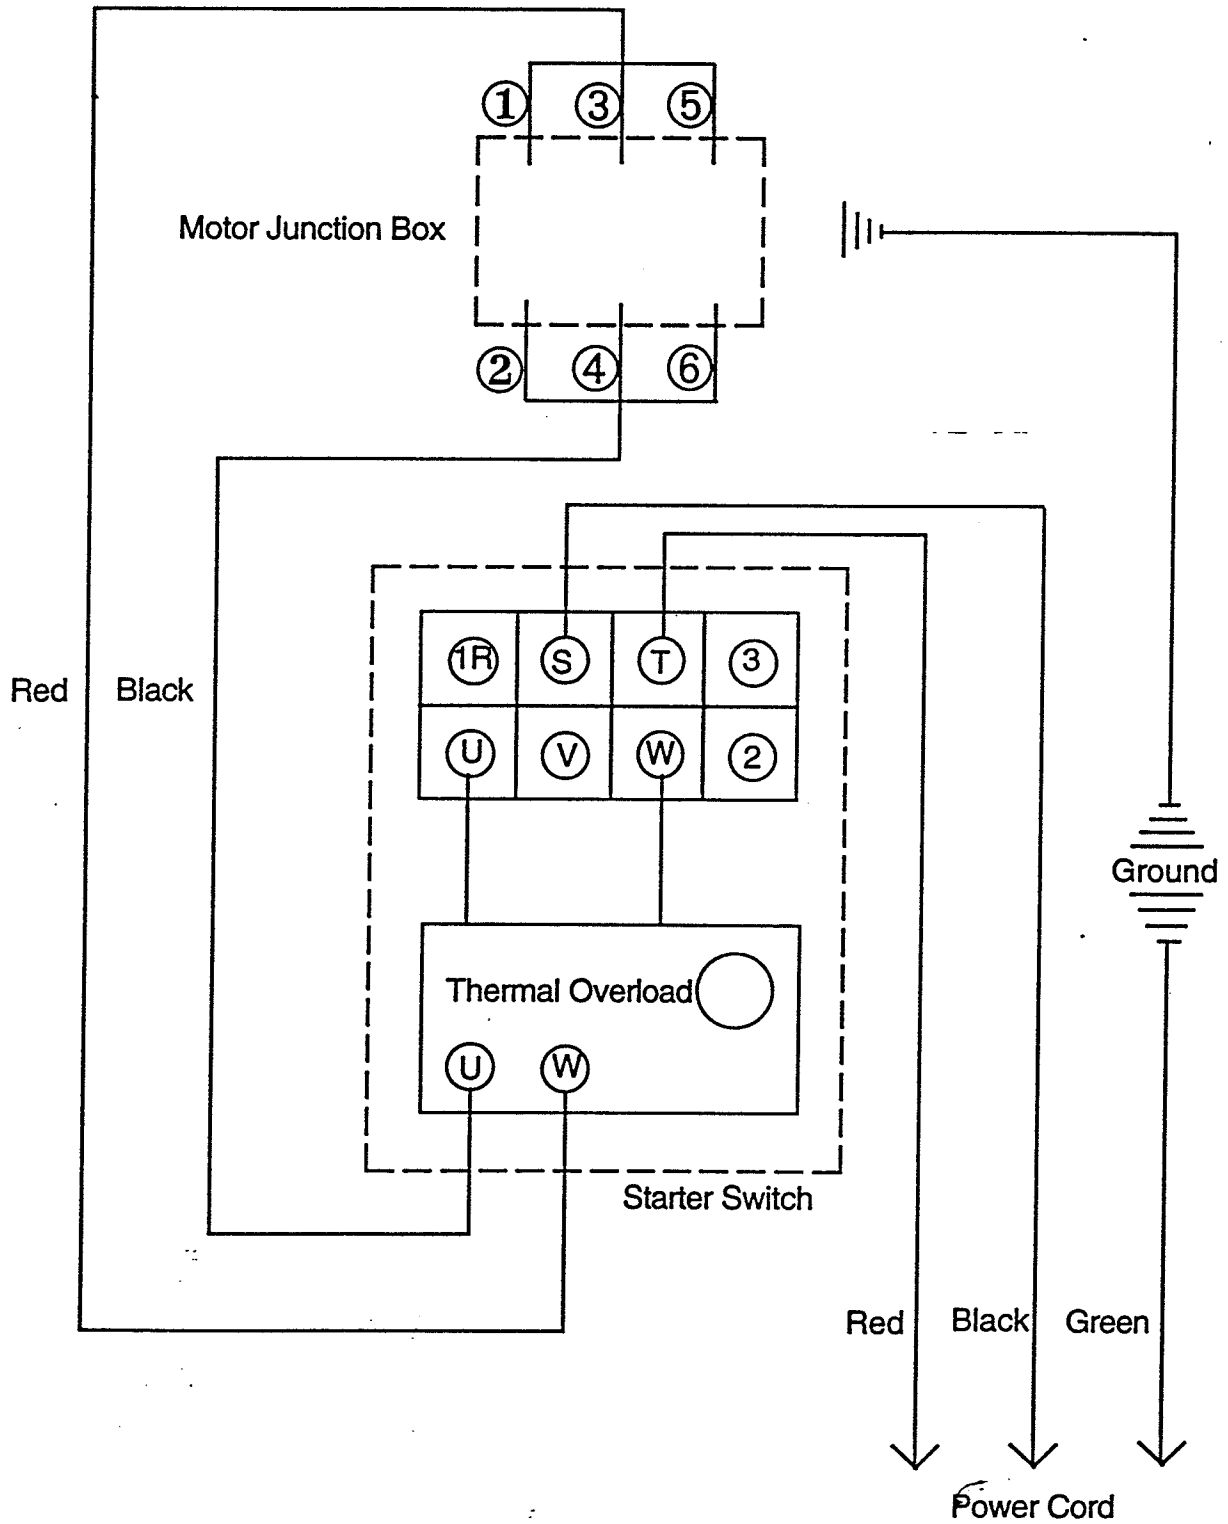 ① ③ ⑤
Motor Junction Box
② ④ ⑥
1R S T 3
Red Black
U V W 2
Ground
Thermal Overload
U W
Starter Switch
Red Black Green
Power Cord